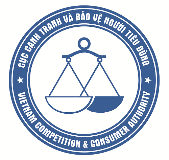 CỤC CẠNH TRANH VÀ BẢO VỆ NGƯỜI TIÊU DÙNG
VIETNAM COMPETITION & CONSUMER AUTHORITY